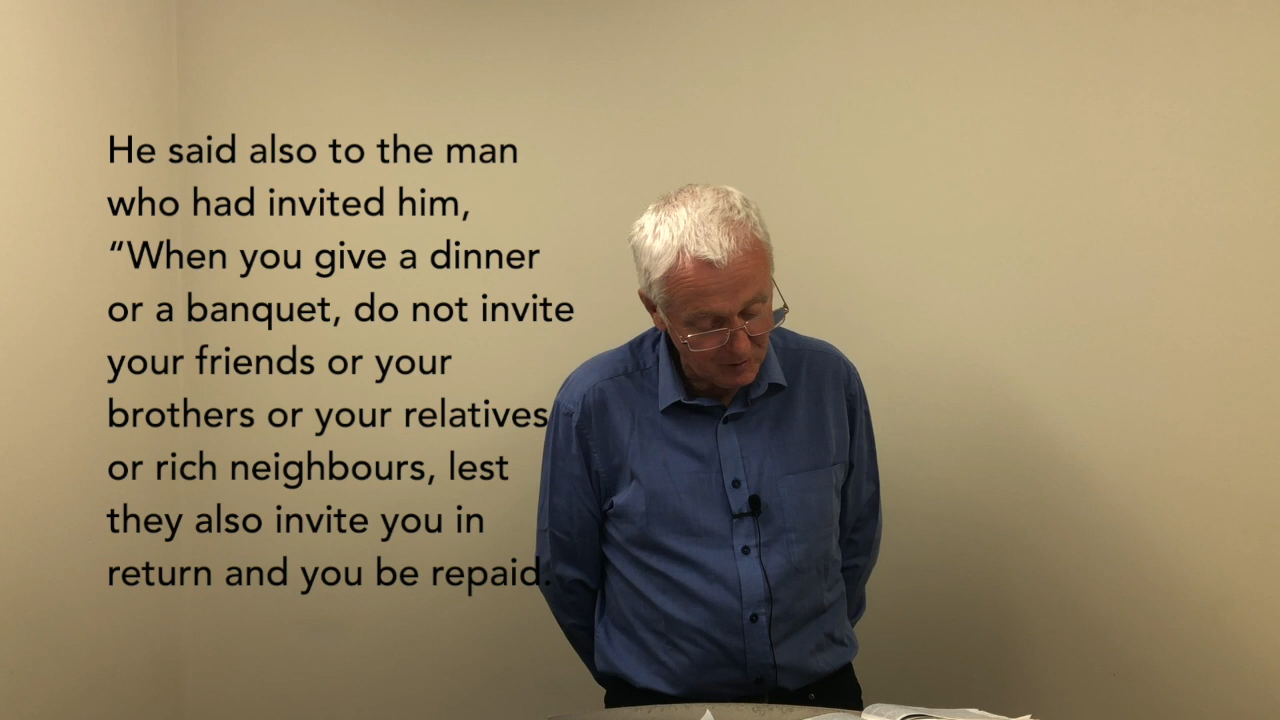 He said also to the man
who had invited him,
“When you give a dinner
or a banquet, do not invite
your friends or your
brothers or your relatives
or rich neighbours, lest
they also invite you in
return and you be repaid.